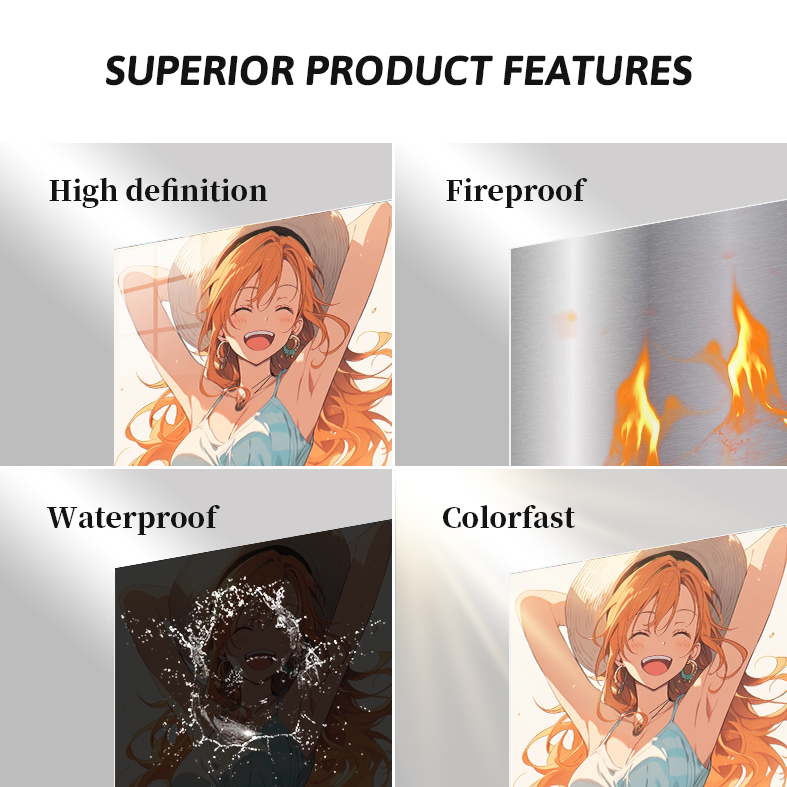 SUPERIOR PRODUCT FEATURES
High definition
Fireproof
Waterproof
Colorfast